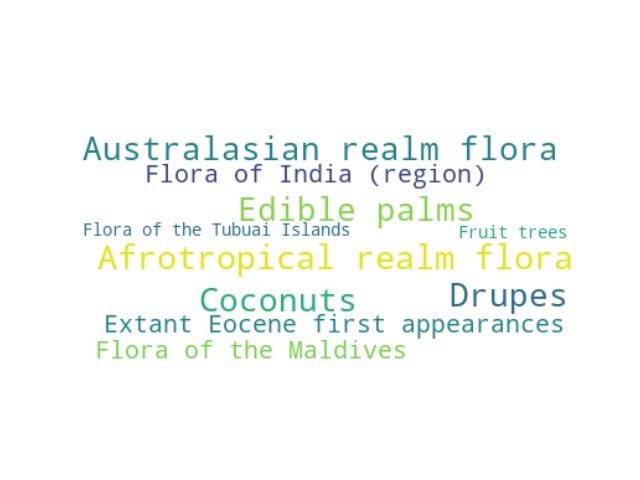 Australasian realm flora
Flora of India (region)
Edible palms
Flora of the Tubuai Islands
Fruit trees
Afrotropical realm flora
Coconuts
Drupes
Extant Eocene first appearances
Flora of the Maldives